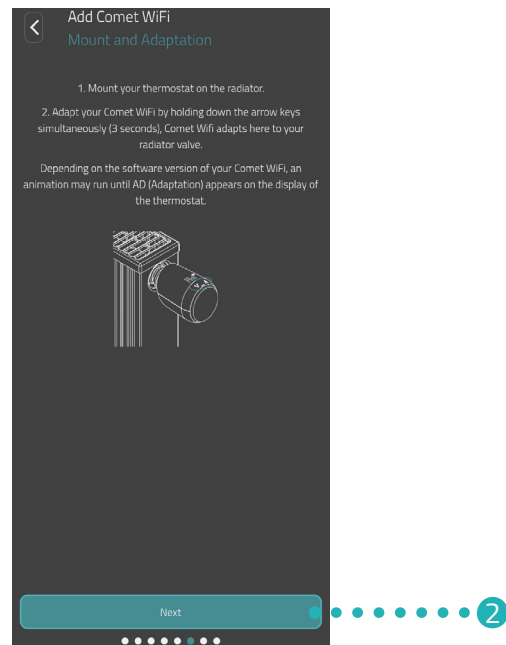 Add Comet WiFi
Mount and Adaptation
1. Mount your thermostat on the radiator.
2. Adapt your Comet WiFi by holding down the arrow keys
simultaneously (3 seconds), Comet Wifi adapts here to your
radiator valve.
Depending on the software version of your Comet WiFi, an
animation may run until AD (Adaptation) appears on the display of
the thermostat.
Next
2